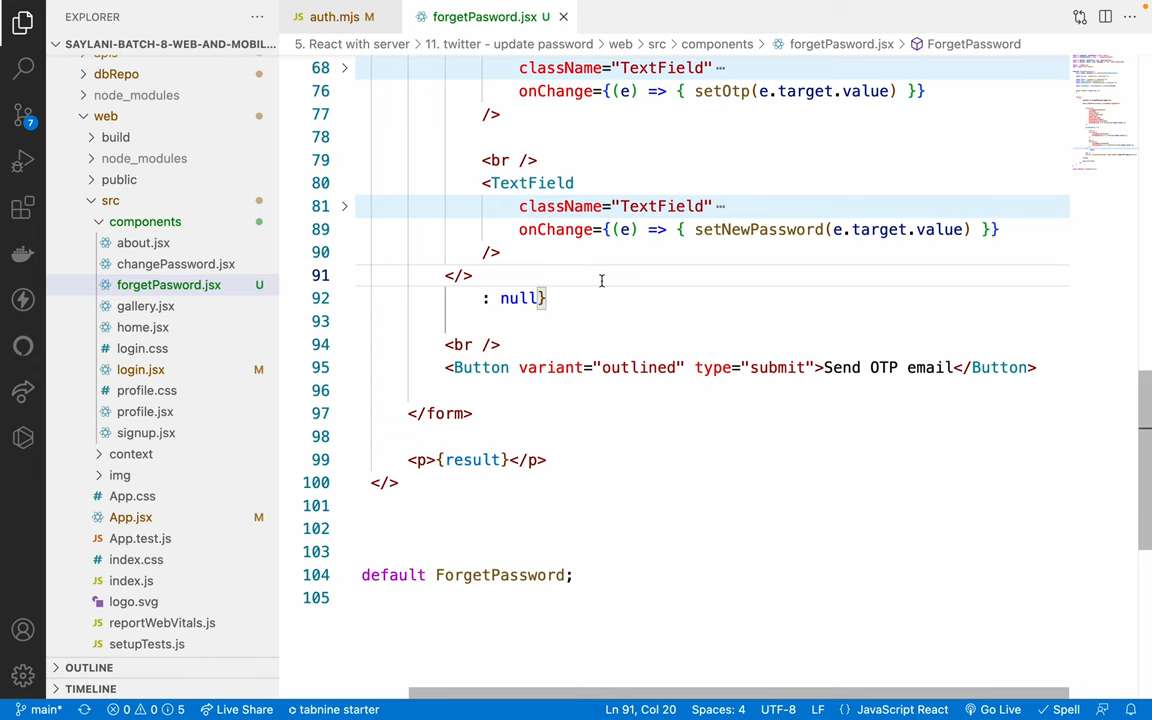 EXPLORER
SAYLANI-BATCH-8-WEB-AND-MOBIL...
dbRepo
node_modules
web
build
node_modules
public
src
components
about.jsx
changePassword.jsx
forgetPasword.jsx U
gallery.jsx
home.jsx
login.css
login.jsx M
profile.css
profile.jsx
signup.jsx
context
img
App.css
App.jsx M
App.test.js
index.css
index.js
logo.svg
reportWebVitals.js
setupTests.js
OUTLINE
TIMELINE
7
JS auth.mjs M
forgetPasword.jsx U
5. React with server > 11. twitter - update password > web > src > components > forgetPasword.jsx > ForgetPassword
68 className="TextField"
76 onChange={(e) => { setOtp(e.target.value) }}
77 />
78
79 <br />
80 <TextField
81 className="TextField"
89 onChange={(e) => { setNewPassword(e.target.value) }}
90 />
91 </>
92 : null}
93
94 <br />
95 <Button variant="outlined" type="submit">Send OTP email</Button>
96
97 </form>
98
99 <p>{result}</p>
100 </>
101
102
103
104 default ForgetPassword;
105
main* 0 0 5 Live Share tabnine starter Ln 91, Col 20 Spaces: 4 UTF-8 LF {} JavaScript React Go Live Spell